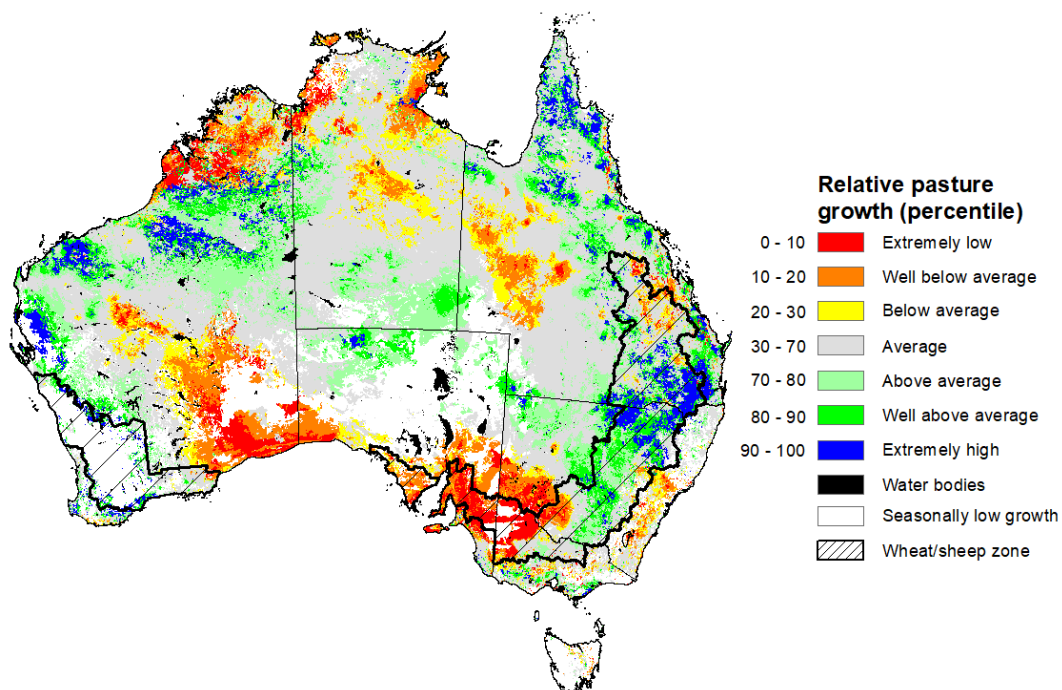 Relative pasture
growth (percentile)
0 - 10 Extremely low
10 - 20 Well below average
20 - 30 Below average
30 - 70 Average
70 - 80 Above average
80 - 90 Well above average
90 - 100 Extremely high
Water bodies
Seasonally low growth
Wheat/sheep zone